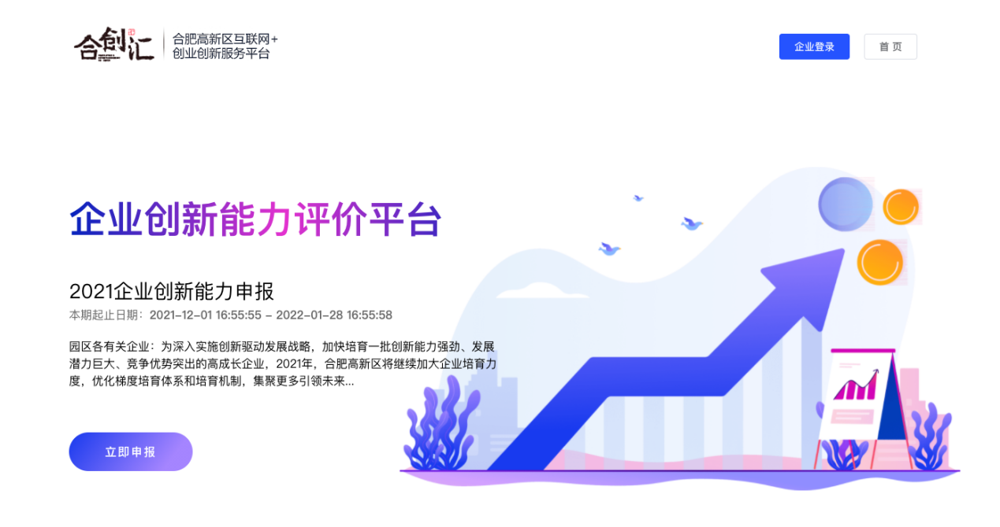 合创汇
合肥高新区互联网+
创业创新服务平台
企业登录
首 页
企业创新能力评价平台
2021企业创新能力申报
本期起止日期：2021-12-01 16:55:55 - 2022-01-28 16:55:58
园区各有关企业：为深入实施创新驱动发展战略，加快培育一批创新能力强劲、发展
潜力巨大、竞争优势突出的高成长企业，2021年，合肥高新区将继续加大企业培育力
度，优化梯度培育体系和培育机制，集聚更多引领未来...
立即申报